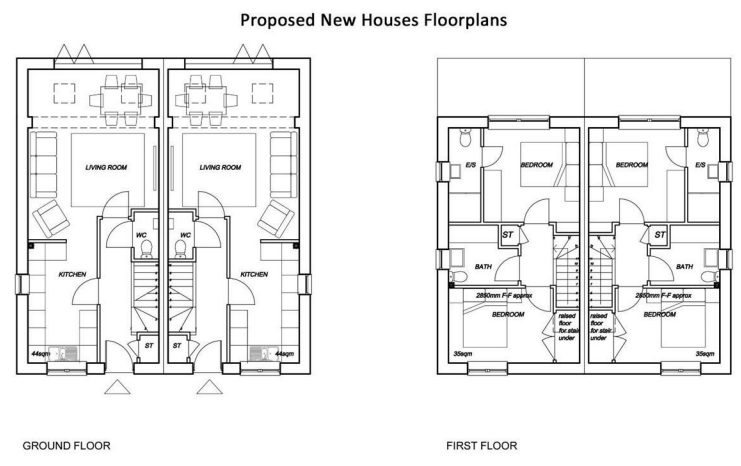 Proposed New Houses Floorplans
LIVING ROOM
LIVING ROOM
WC
WC
KITCHEN
KITCHEN
ST
ST
44sqm
44sqm
GROUND FLOOR
E/S
BEDROOM
BEDROOM
E/S
ST
ST
BATH
BATH
2850mm F-F approx
2850mm F-F approx
BEDROOM
BEDROOM
raised
floor
for stair
under
raised
floor
for stair
under
35sqm
35sqm
FIRST FLOOR